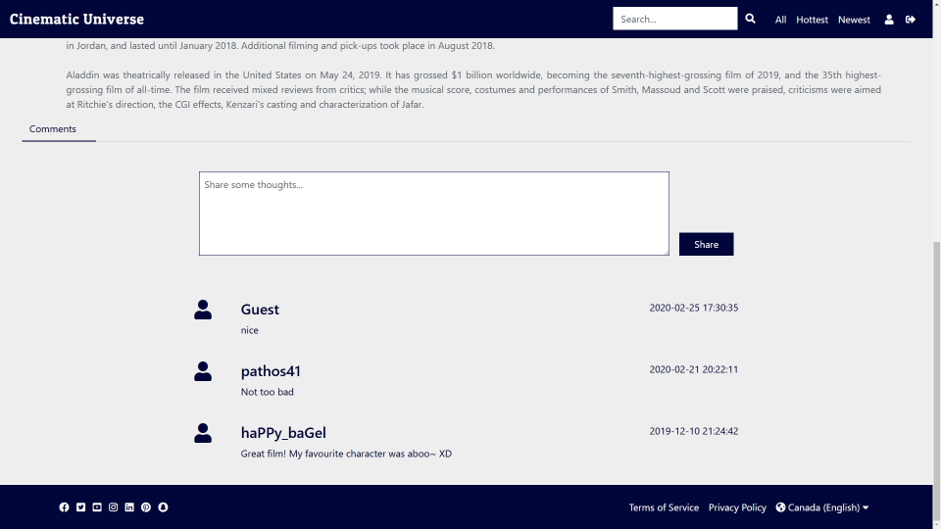 Cinematic Universe
Search...
All Hottest Newest
in Jordan, and lasted until January 2018. Additional filming and pick-ups took place in August 2018.
Aladdin was theatrically released in the United States on May 24, 2019. It has grossed $1 billion worldwide, becoming the seventh-highest-grossing film of 2019, and the 35th highest-
grossing film of all-time. The film received mixed reviews from critics; while the musical score, costumes and performances of Smith, Massoud and Scott were praised, criticisms were aimed
at Ritchie's direction, the CGI effects, Kenzari's casting and characterization of Jafar.
Comments
Share some thoughts...
Share
Guest
2020-02-25 17:30:35
nice
pathos41
2020-02-21 20:22:11
Not too bad
haPPy_baGel
2019-12-10 21:24:42
Great film! My favourite character was aboo~ XD
Terms of Service Privacy Policy Canada (English)